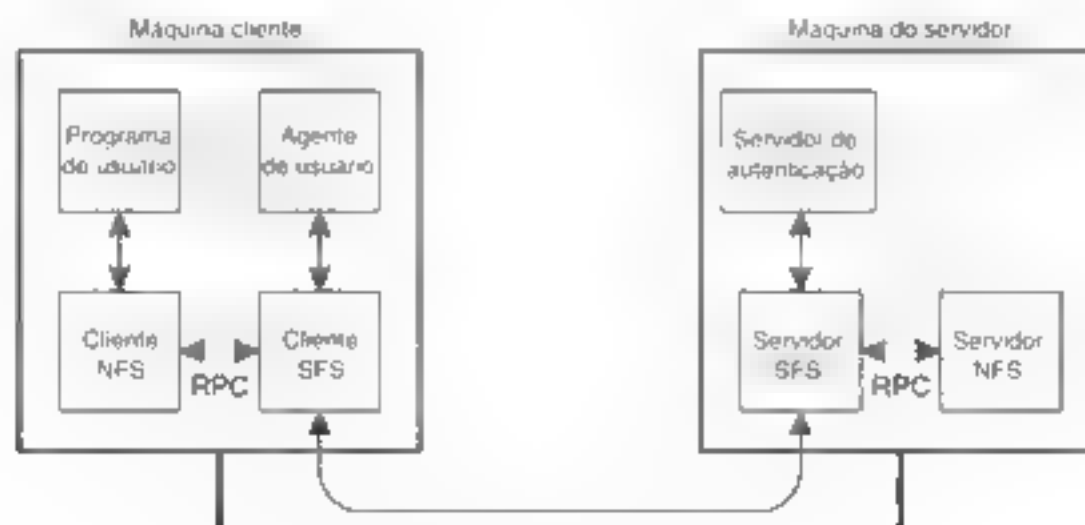 Máquina cliente
Máquina do servidor
Programa
do usuário
Agente
do usuário
Servidor de
autenticação
Cliente
NFS
RPC
Cliente
SFS
Servidor
SFS
RPC
Servidor
NFS